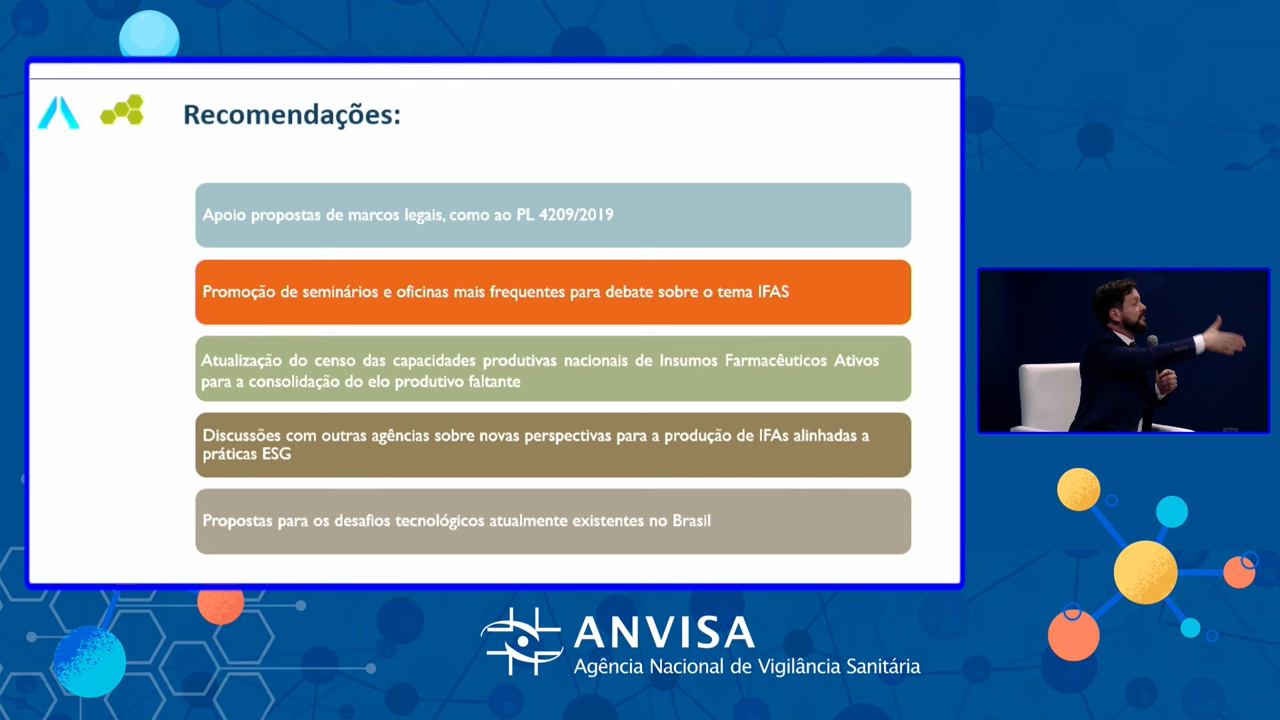 Recomendações:
Apoio propostas de marcos legais, como ao PL 4209/2019
Promoção de seminários e oficinas mais frequentes para debate sobre o tema IFAS
Atualização do censo das capacidades produtivas nacionais de Insumos Farmacêuticos Ativos
para a consolidação do elo produtivo faltante
Discussões com outras agências sobre novas perspectivas para a produção de IFAs alinhadas a
práticas ESG
Propostas para os desafios tecnológicos atualmente existentes no Brasil
ANVISA
Agência Nacional de Vigilância Sanitária